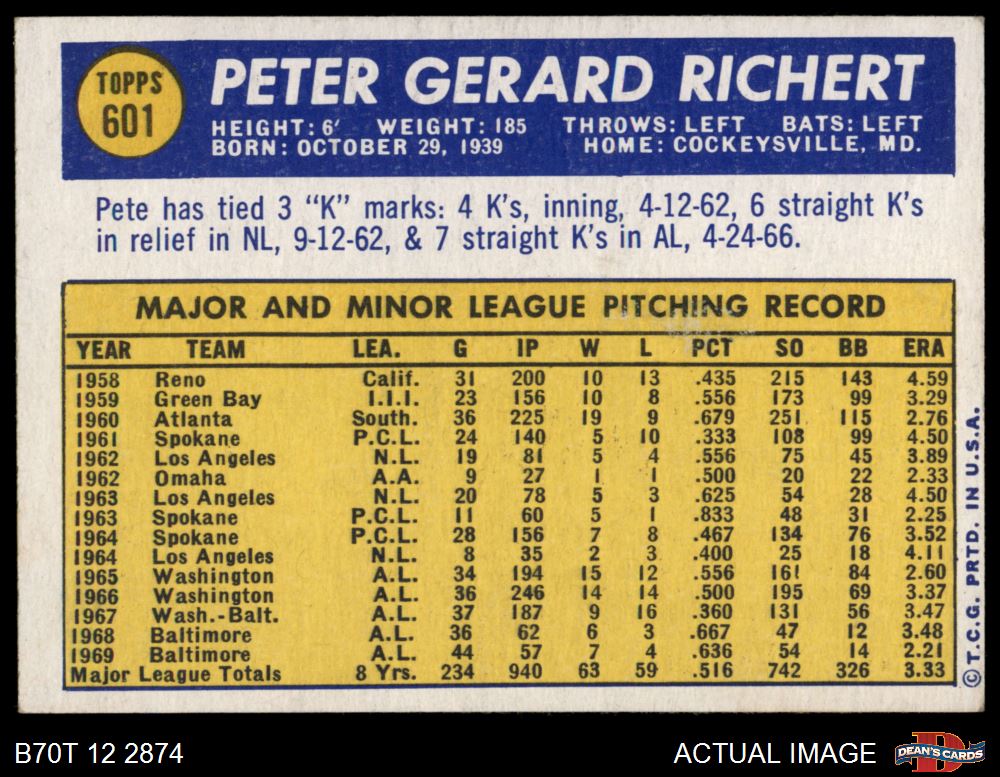 TOPPS
601
PETER GERARD RICHERT
HEIGHT: 6' WEIGHT: 185 THROWS: LEFT BATS: LEFT
BORN: OCTOBER 29, 1939 HOME: COCKEYSVILLE, MD.
Pete has tied 3 “K” marks: 4 K's, inning, 4-12-62, 6 straight K's
in relief in NL, 9-12-62, & 7 straight K's in AL, 4-24-66.
MAJOR AND MINOR LEAGUE PITCHING RECORD
YEAR TEAM LEA. G IP W L PCT SO BB ERA
1958 Reno Calif. 31 200 10 13 .435 215 143 4.59
1959 Green Bay I.I.I. 23 156 10 8 .556 173 99 3.29
1960 Atlanta South. 36 225 19 9 .679 251 115 2.76
1961 Spokane P.C.L. 24 140 5 10 .333 108 99 4.50
1962 Los Angeles N.L. 19 81 5 4 .556 75 45 3.89
1962 Omaha A.A. 9 27 1 1 .500 20 22 2.33
1963 Los Angeles N.L. 20 78 5 3 .625 54 28 4.50
1963 Spokane P.C.L. 11 60 5 1 .833 48 31 2.25
1964 Spokane P.C.L. 28 156 7 8 .467 134 76 3.52
1964 Los Angeles N.L. 8 35 2 3 .400 25 18 4.11
1965 Washington A.L. 34 194 15 12 .556 161 84 2.60
1966 Washington A.L. 36 246 14 14 .500 195 69 3.37
1967 Wash.-Balt. A.L. 37 187 9 16 .360 131 56 3.47
1968 Baltimore A.L. 36 62 6 3 .667 47 12 3.48
1969 Baltimore A.L. 44 57 7 4 .636 54 14 2.21
Major League Totals 8 Yrs. 234 940 63 59 .516 742 326 3.33
© T.C.G. PRTD. IN U.S.A.
B70T 12 2874 ACTUAL IMAGE
DEAN'S CARDS